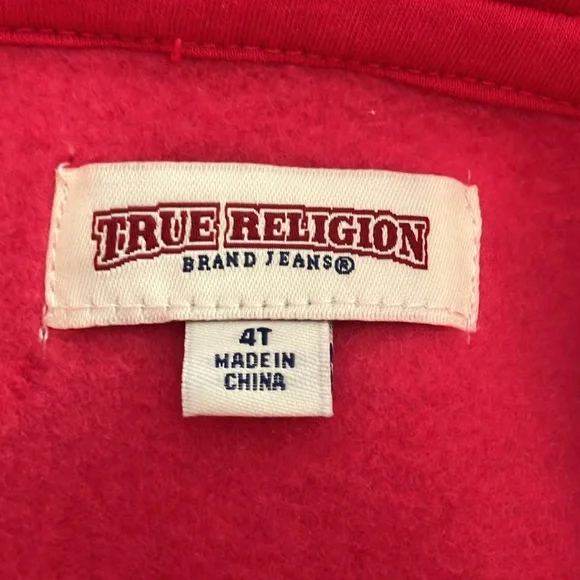 TRUE RELIGION
BRAND JEANS®
4T
MADE IN
CHINA